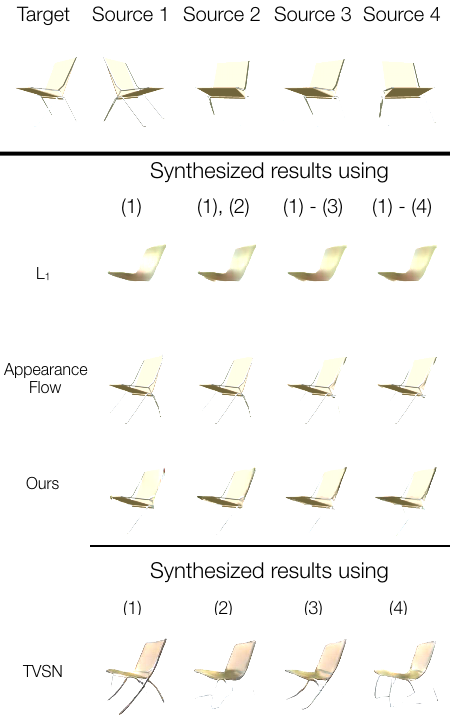 Target Source 1 Source 2 Source 3 Source 4
Synthesized results using
(1) (1), (2) (1) - (3) (1) - (4)
L₁
Appearance
Flow
Ours
Synthesized results using
(1) (2) (3) (4)
TVSN